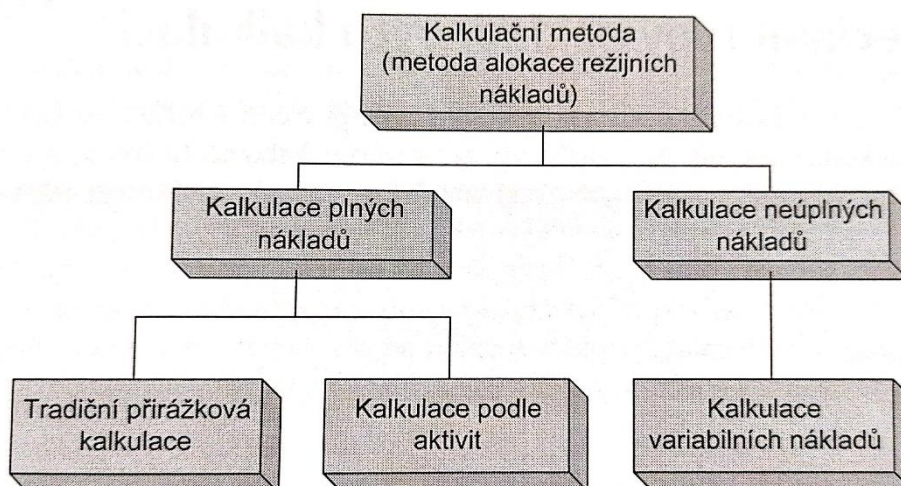 Kalkulační metoda
(metoda alokace režijních
nákladů)
Kalkulace plných
nákladů
Kalkulace neúplných
nákladů
Tradiční přirážková
kalkulace
Kalkulace podle
aktivit
Kalkulace
variabilních nákladů